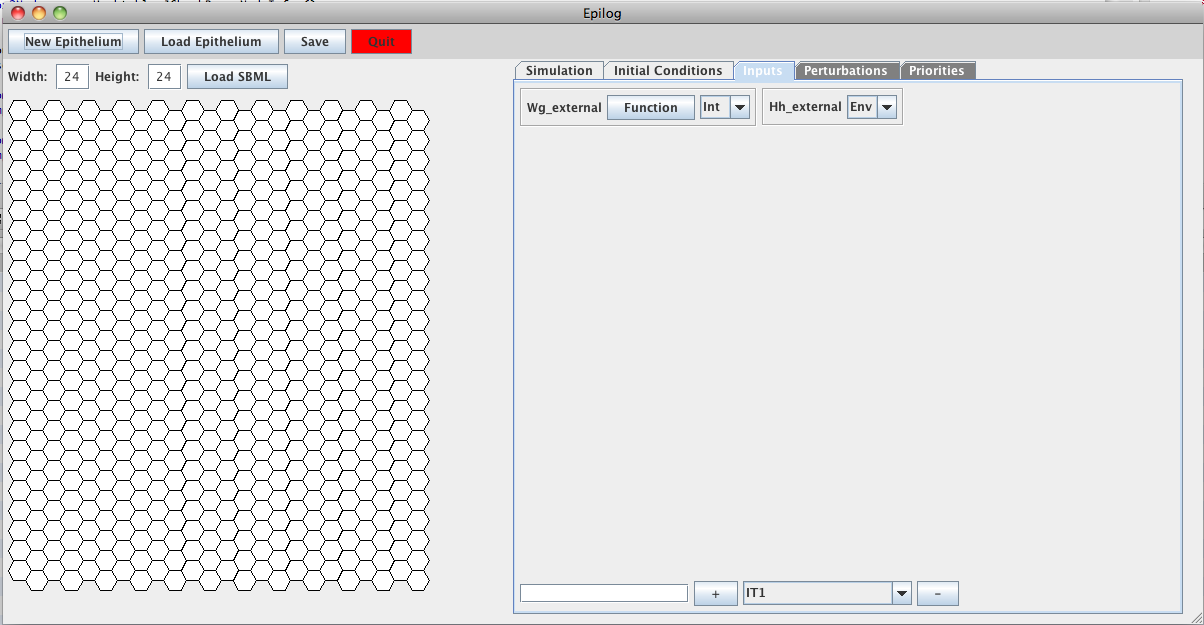 Epilog
New Epithelium Load Epithelium Save Quit
Width: 24 Height: 24 Load SBML
Simulation Initial Conditions Inputs Perturbations Priorities
Wg_external Function Int Hh_external Env
+ IT1 -